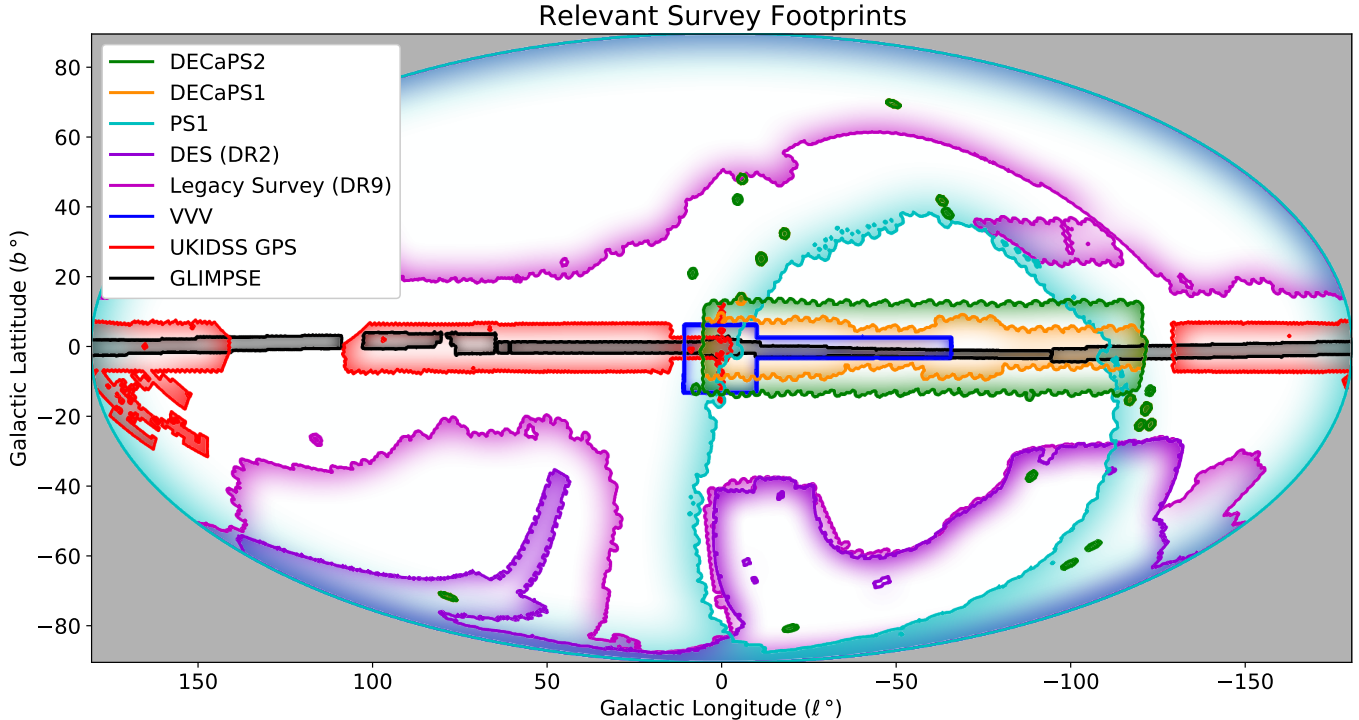 Relevant Survey Footprints
DECaPS2
DECaPS1
PS1
DES (DR2)
Legacy Survey (DR9)
VVV
UKIDSS GPS
GLIMPSE
Galactic Lattitude (b°)
80
60
40
20
0
−20
−40
−60
−80
150
100
50
0
−50
−100
−150
Galactic Longitude (ℓ°)